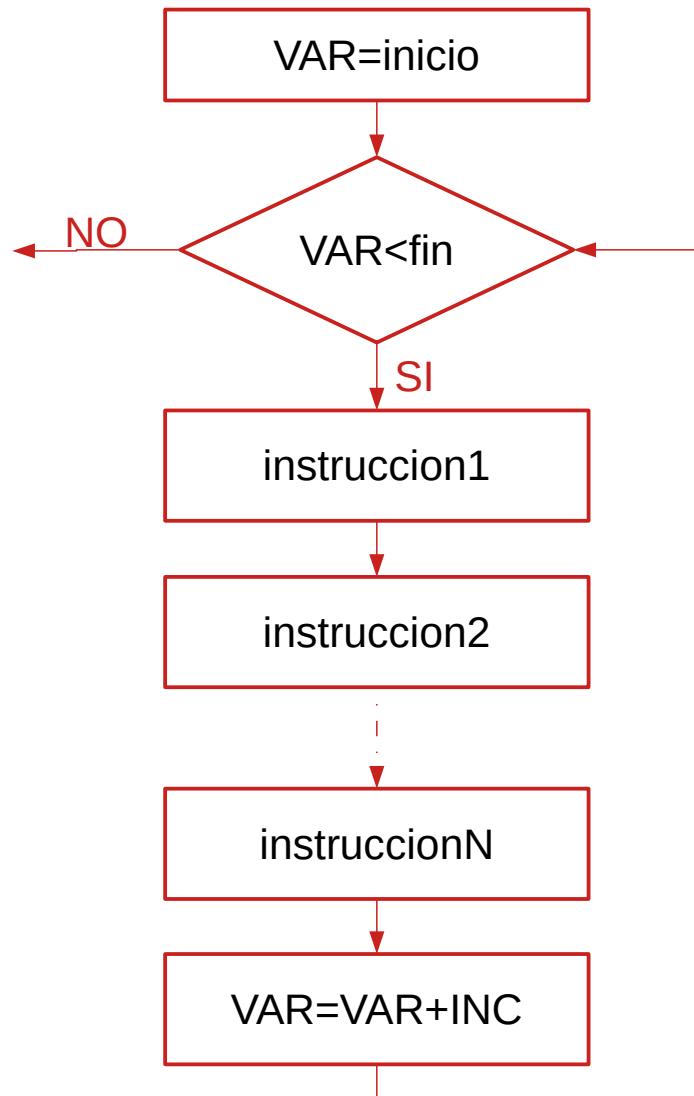 VAR=inicio
NO
VAR<fin
SI
instruccion1
instruccion2
instruccionN
VAR=VAR+INC